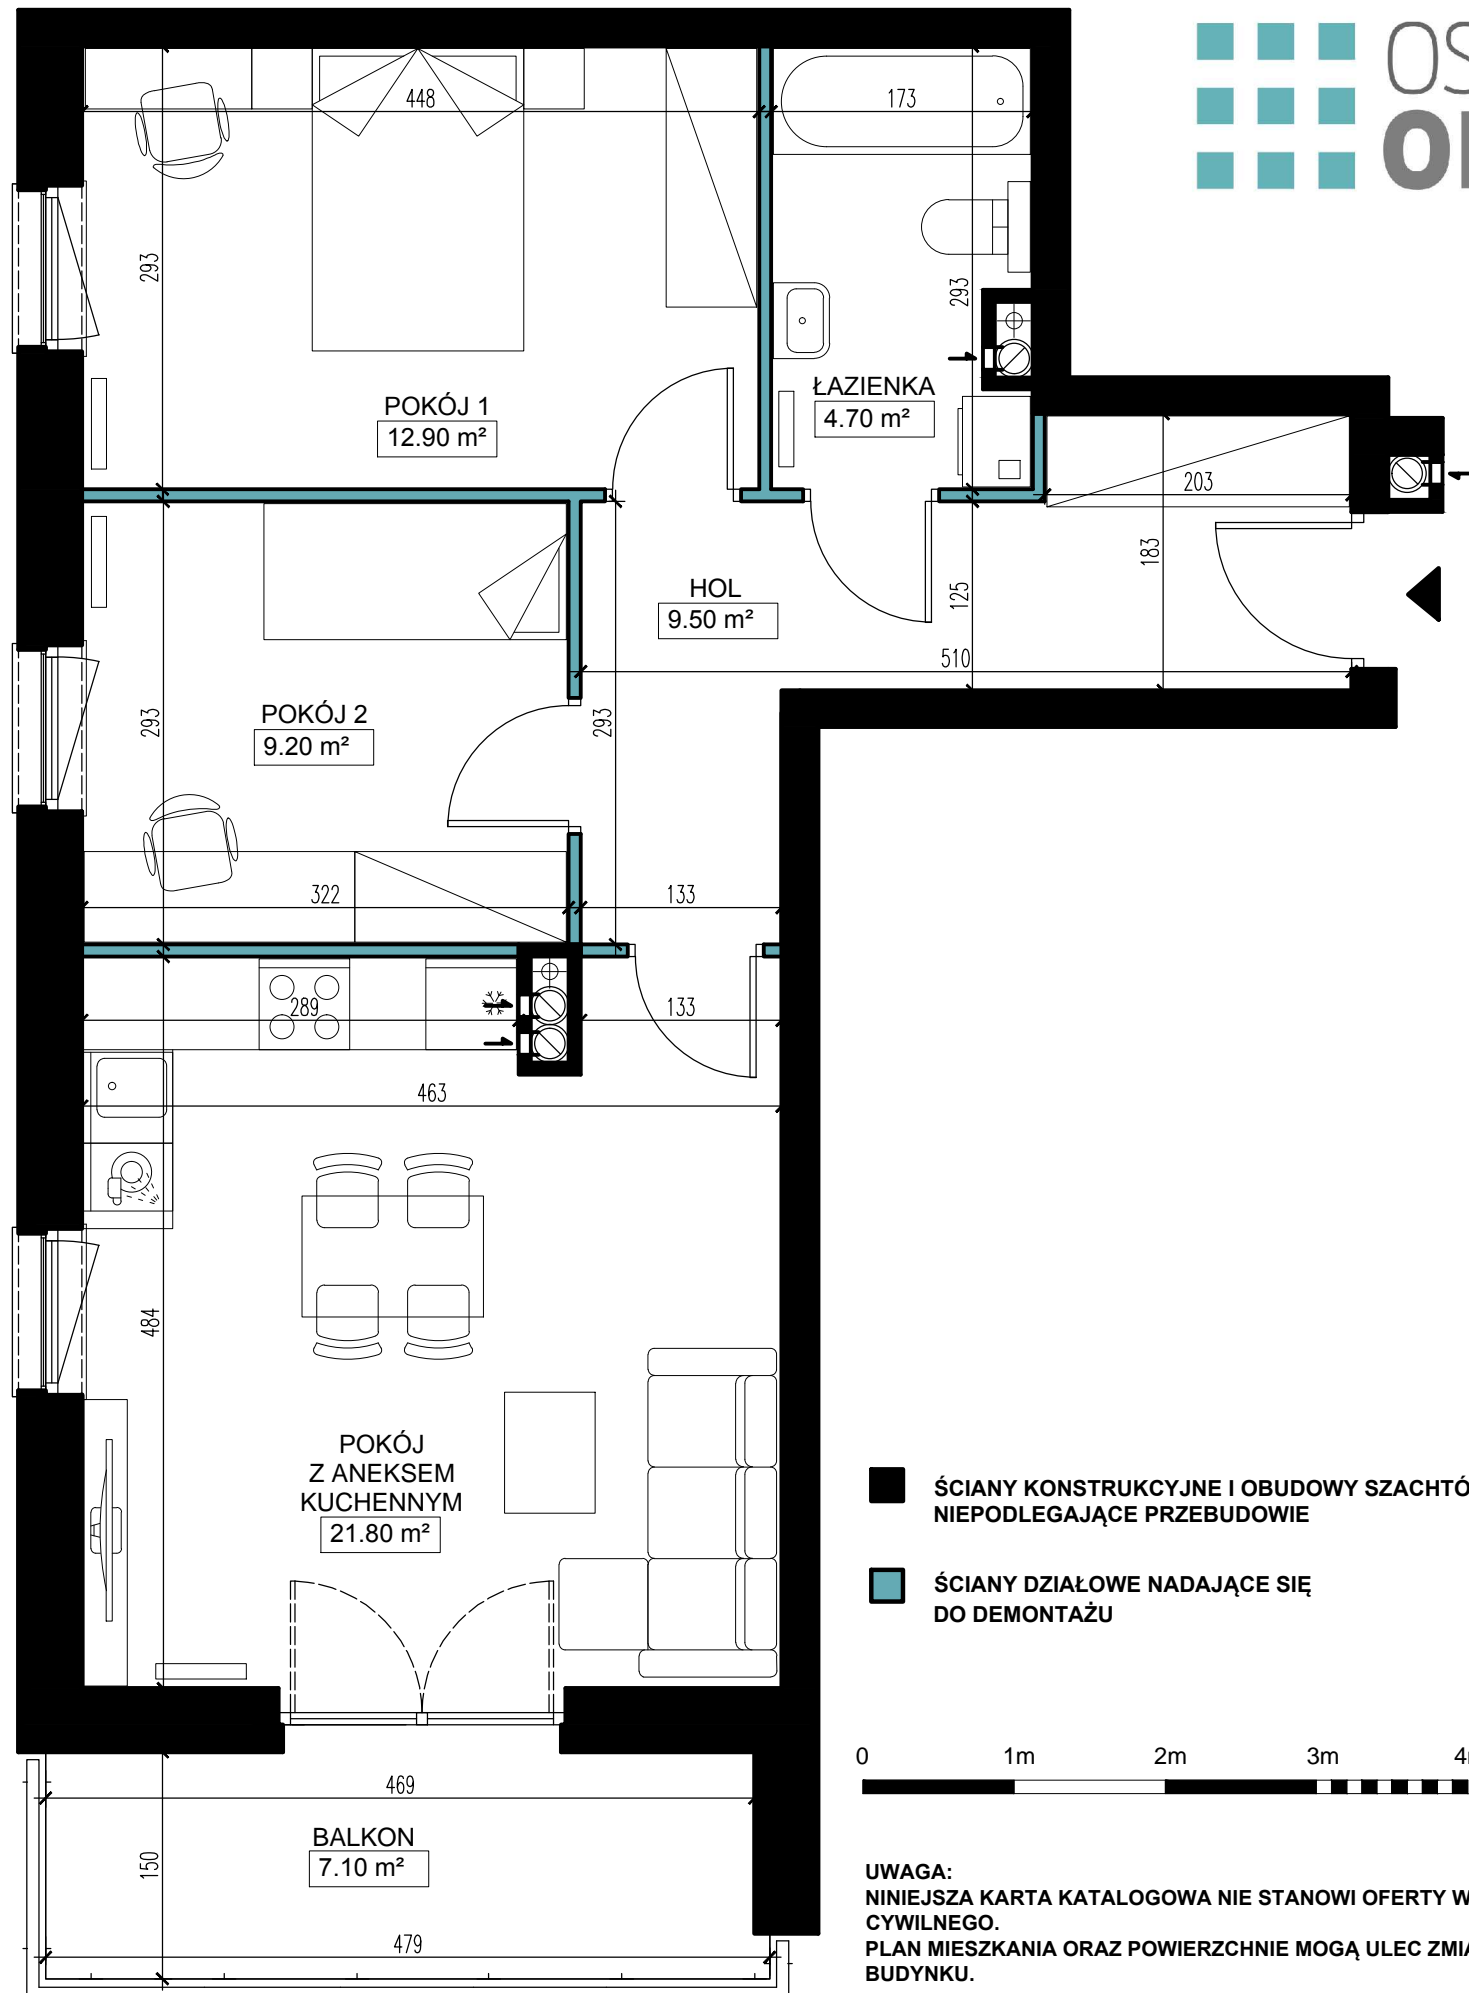 OS
448
173
293
293
POKÓJ 1
12.90 m²
ŁAZIENKA
4.70 m²
203
183
HOL
9.50 m²
125
510
POKÓJ 2
9.20 m²
293
293
322
133
289
133
463
484
POKÓJ
Z ANEKSEM
KUCHENNYM
21.80 m²
ŚCIANY KONSTRUKCYJNE I OBUDOWY SZACHTÓ
NIEPODLEGAJĄCE PRZEBUDOWIE
ŚCIANY DZIAŁOWE NADAJĄCE SIĘ
DO DEMONTAŻU
0 1m 2m 3m 4
469
BALKON
7.10 m²
150
479
UWAGA:
NINIEJSZA KARTA KATALOGOWA NIE STANOWI OFERTY W
CYWILNEGO.
PLAN MIESZKANIA ORAZ POWIERZCHNIE MOGĄ ULEC ZMIA
BUDYNKU.